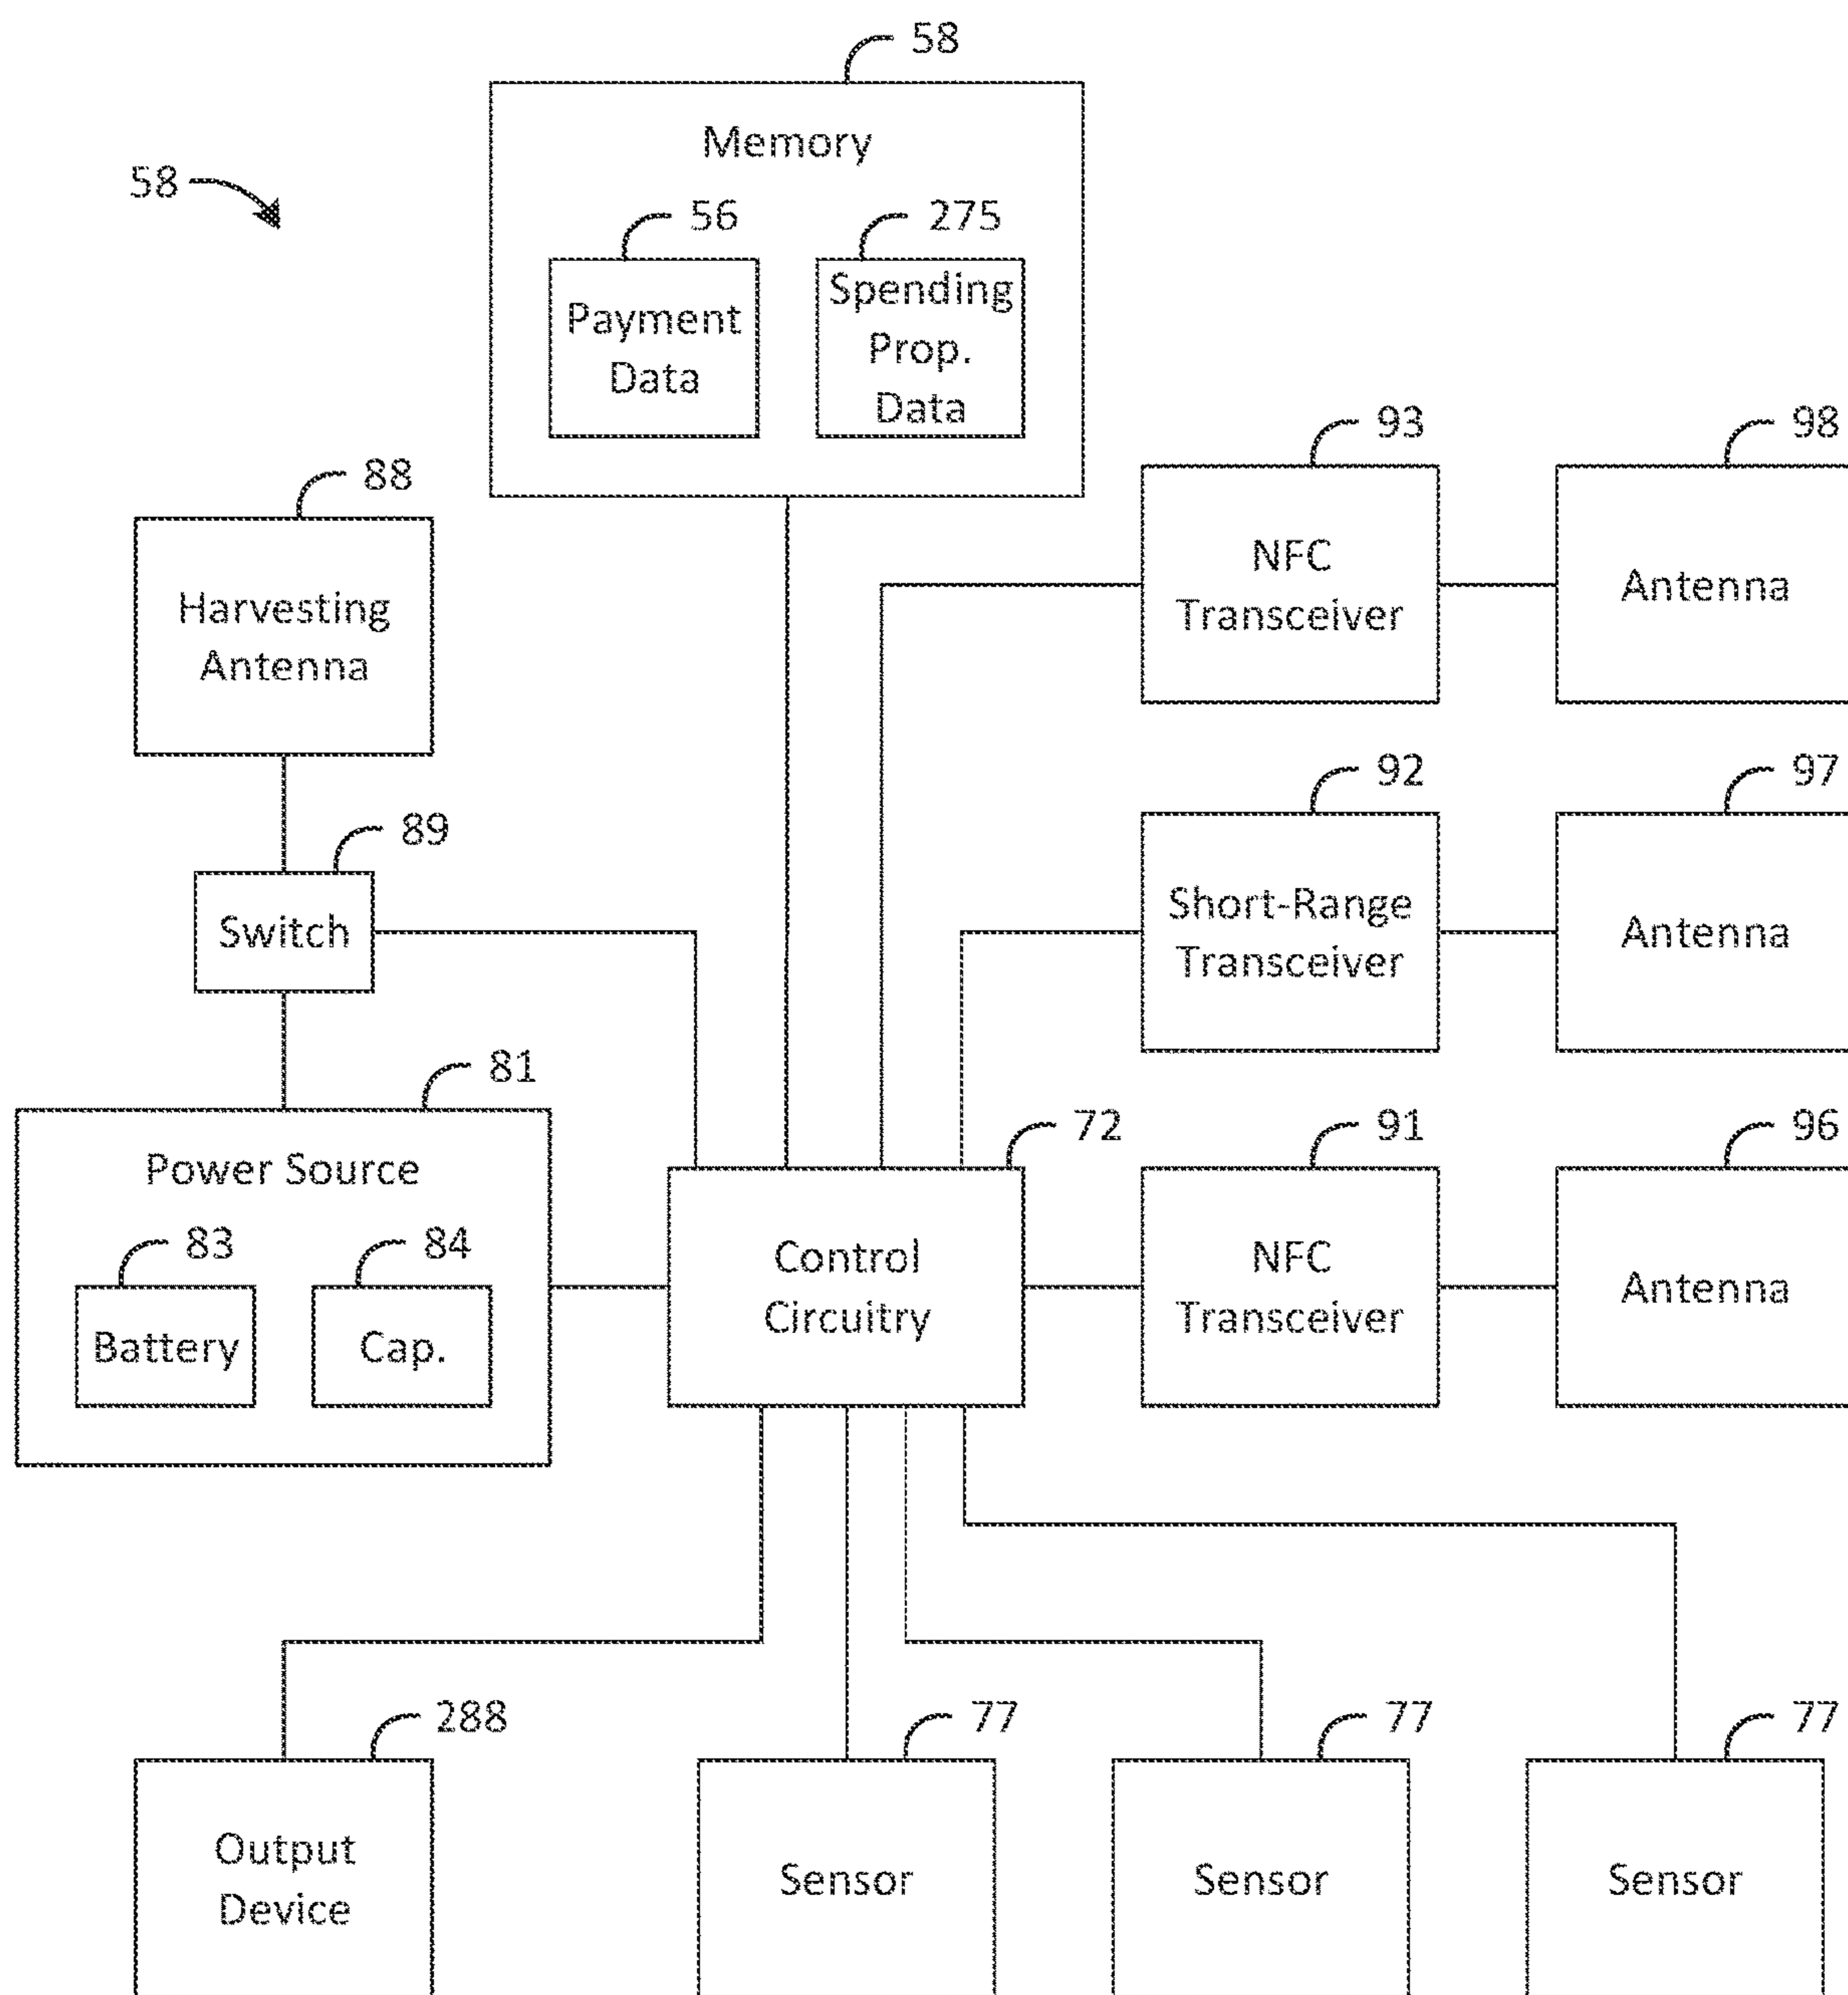 58
Memory
58
56
275
Payment
Data
Spending
Prop.
Data
93
98
88
NFC
Transceiver
Antenna
Harvesting
Antenna
92
97
89
Short-Range
Transceiver
Antenna
Switch
81
72
91
96
Power Source
83
84
Battery
Cap.
Control
Circuitry
NFC
Transceiver
Antenna
288
77
77
77
Output
Device
Sensor
Sensor
Sensor